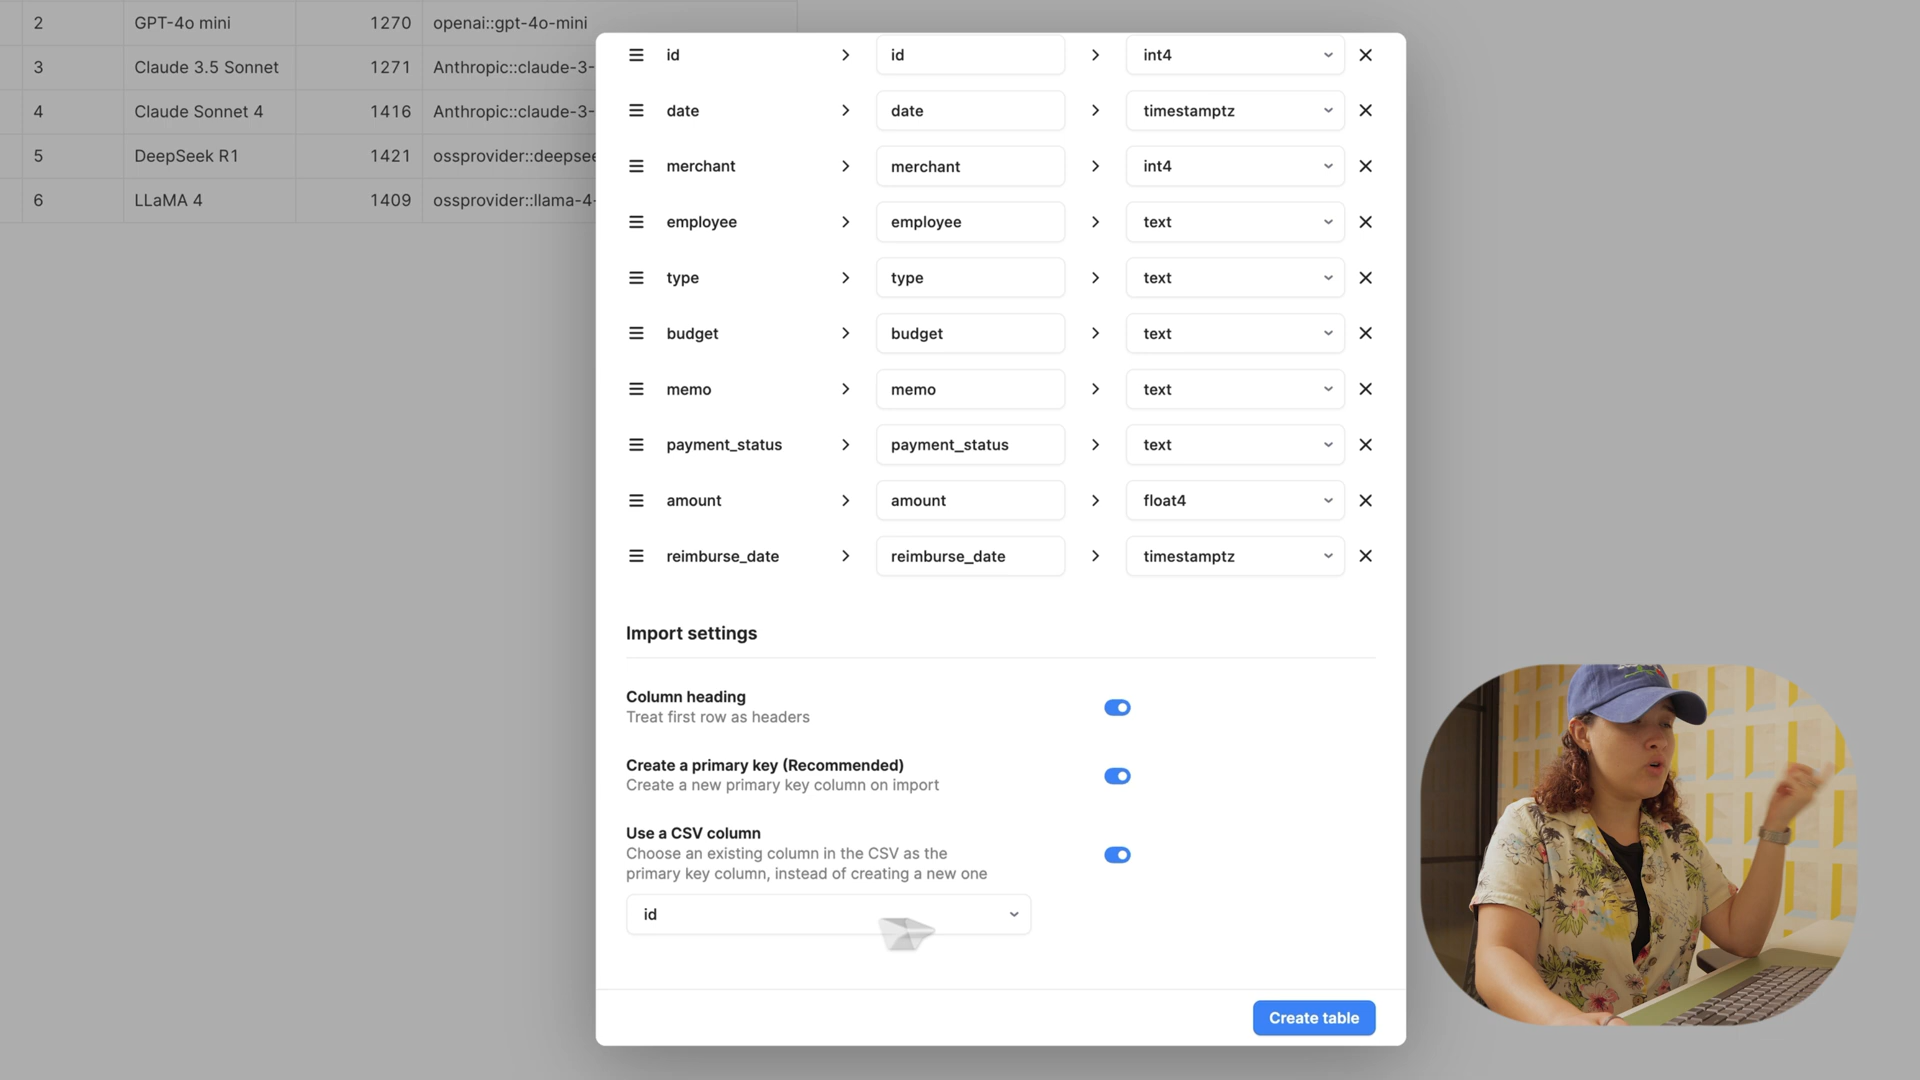 2 GPT-4o mini 1270 openai::gpt-4o-mini
3 Claude 3.5 Sonnet 1271 Anthropic::claude-3-
4 Claude Sonnet 4 1416 Anthropic::claude-3-
5 DeepSeek R1 1421 ossprovider::deepsee
6 LLaMA 4 1409 ossprovider::llama-4-
id id int4
date date timestamptz
merchant merchant int4
employee employee text
type type text
budget budget text
memo memo text
payment_status payment_status text
amount amount float4
reimburse_date reimburse_date timestamptz
Import settings
Column heading
Treat first row as headers
Create a primary key (Recommended)
Create a new primary key column on import
Use a CSV column
Choose an existing column in the CSV as the
primary key column, instead of creating a new one
id
Create table